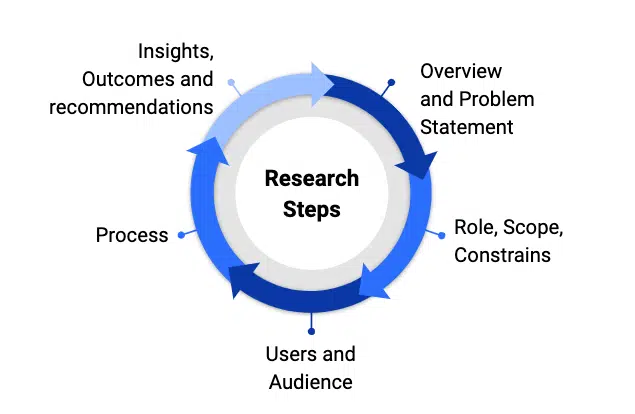 Research
Steps
Overview
and Problem
Statement
Role, Scope,
Constrains
Users and
Audience
Process
Insights,
Outcomes and
recommendations